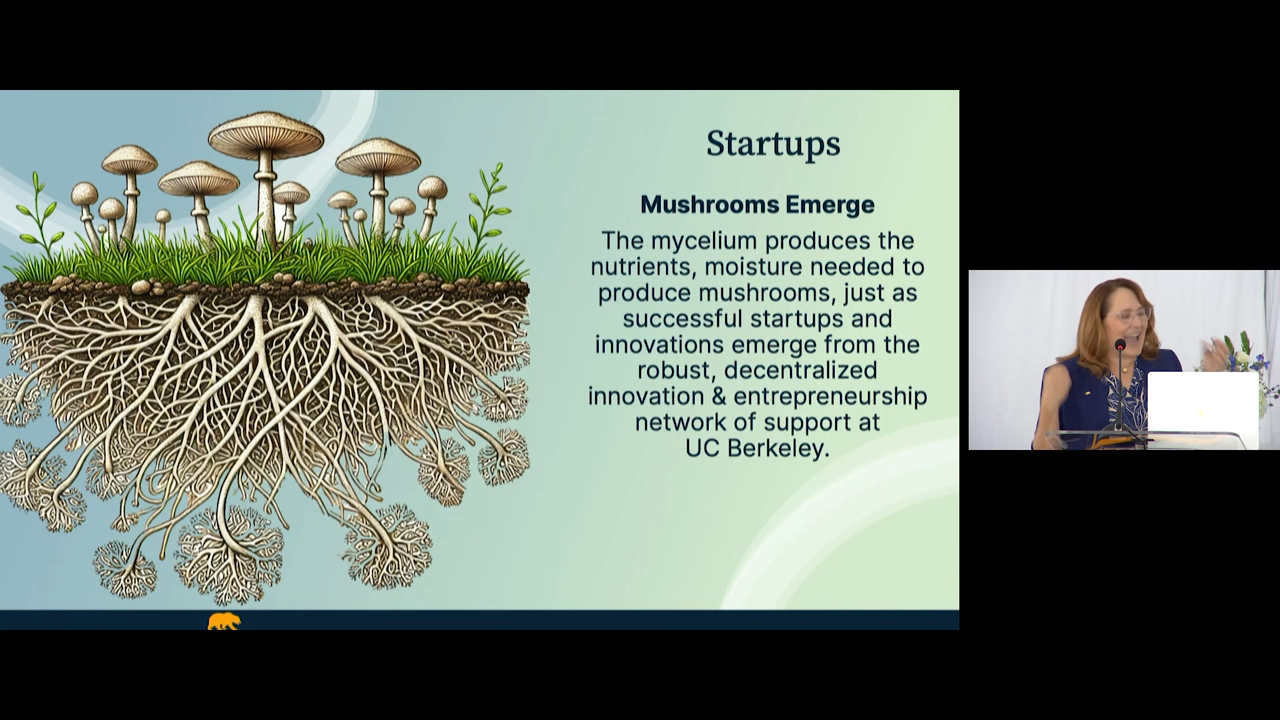 Startups
Mushrooms Emerge
The mycelium produces the
nutrients, moisture needed to
produce mushrooms, just as
successful startups and
innovations emerge from the
robust, decentralized
innovation & entrepreneurship
network of support at
UC Berkeley.